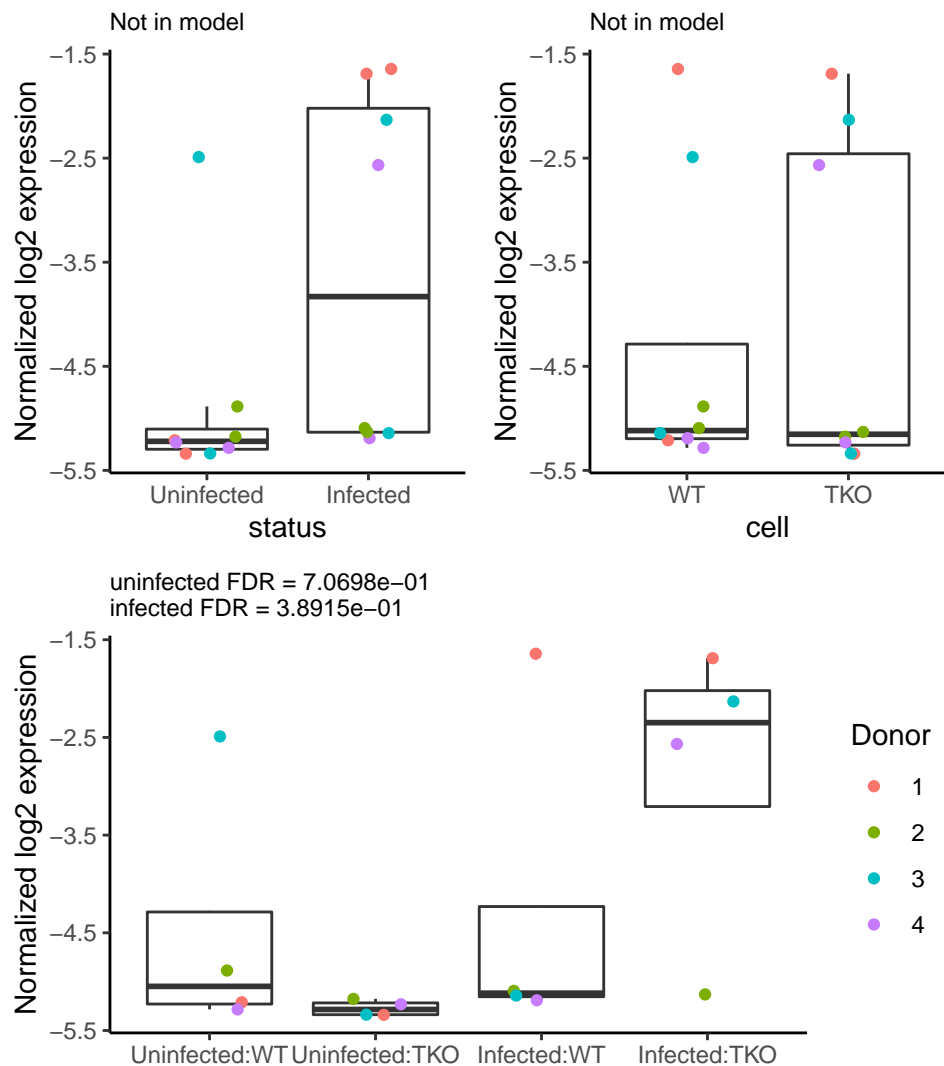 Not in model
Normalized log2 expression
−1.5
−2.5
−3.5
−4.5
−5.5
Uninfected
Infected
status
Not in model
Normalized log2 expression
−1.5
−2.5
−3.5
−4.5
−5.5
WT
TKO
cell
uninfected FDR = 7.0698e−01
infected FDR = 3.8915e−01
Normalized log2 expression
−1.5
−2.5
−3.5
−4.5
−5.5
Uninfected:WT
Uninfected:TKO
Infected:WT
Infected:TKO
Donor
1
2
3
4